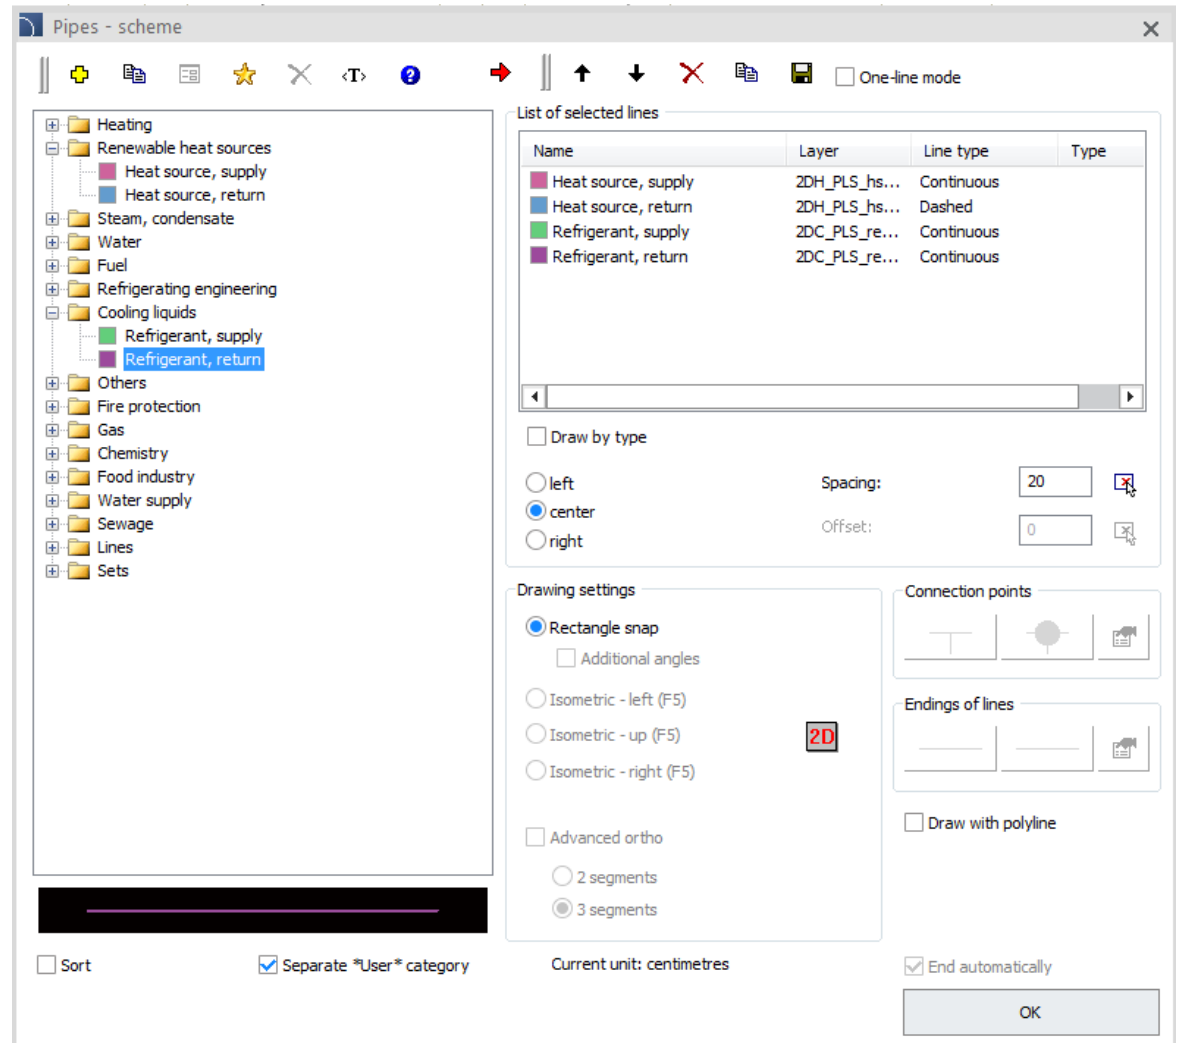 Pipes - scheme
<T>
?
One-line mode
Heating
Renewable heat sources
Heat source, supply
Heat source, return
Steam, condensate
Water
Fuel
Refrigerating engineering
Cooling liquids
Refrigerant, supply
Refrigerant, return
Others
Fire protection
Gas
Chemistry
Food industry
Water supply
Sewage
Lines
Sets
Sort
Separate *User* category
List of selected lines
Name Layer Line type Type
Heat source, supply 2DH_PLS_hs... Continuous
Heat source, return 2DH_PLS_hs... Dashed
Refrigerant, supply 2DC_PLS_re... Continuous
Refrigerant, return 2DC_PLS_re... Continuous
Draw by type
left
center
right
Spacing: 20
Offset: 0
Drawing settings
Rectangle snap
Additional angles
Isometric - left (F5)
Isometric - up (F5)
Isometric - right (F5)
2D
Advanced ortho
2 segments
3 segments
Current unit: centimetres
Connection points
Endings of lines
Draw with polyline
End automatically
OK